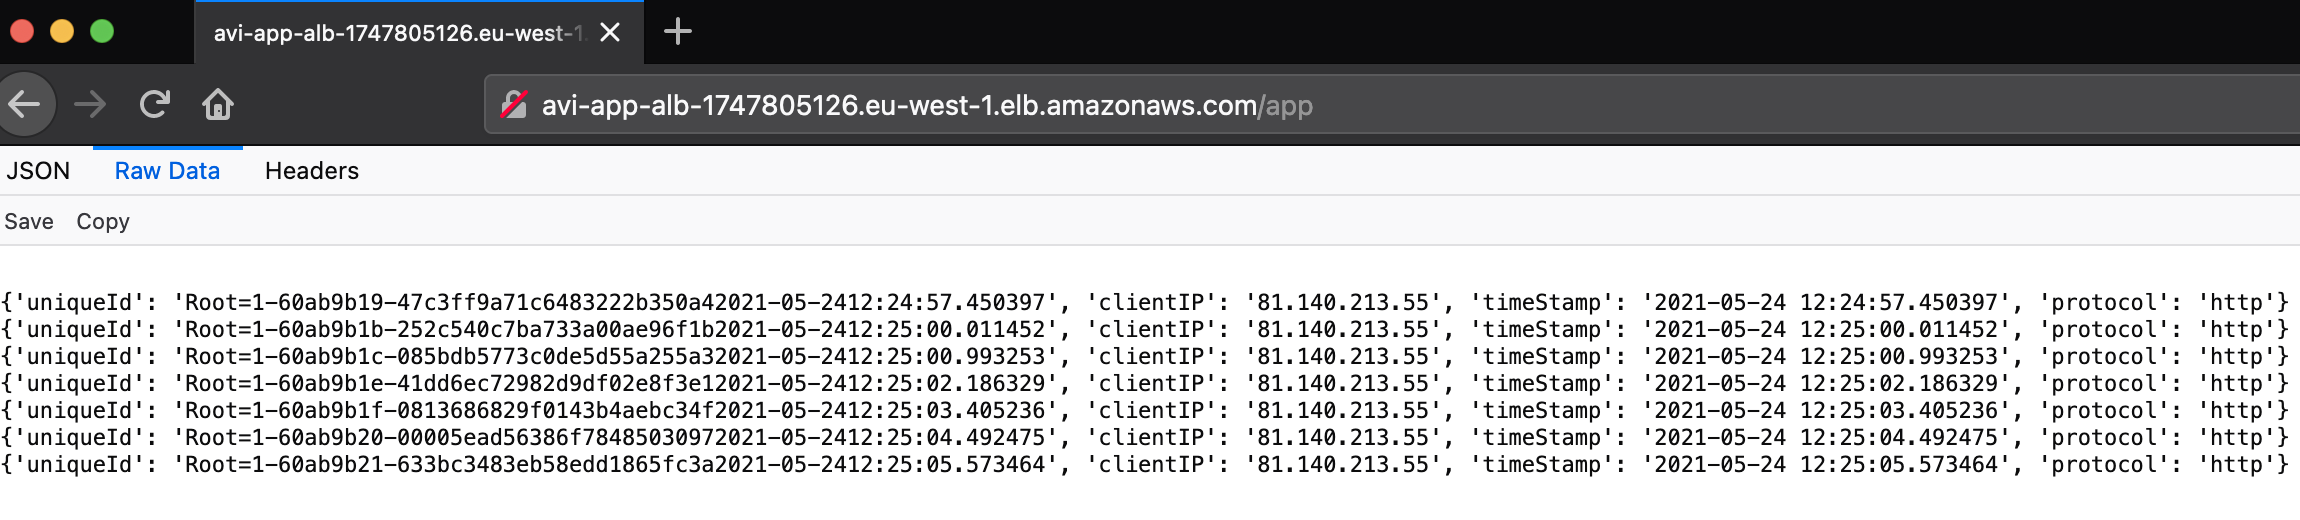 avi-app-alb-1747805126.eu-west-1.
avi-app-alb-1747805126.eu-west-1.elb.amazonaws.com/app
JSON Raw Data Headers
Save Copy
{'uniqueId': 'Root=1-60ab9b19-47c3ff9a71c6483222b350a42021-05-2412:24:57.450397', 'clientIP': '81.140.213.55', 'timeStamp': '2021-05-24 12:24:57.450397', 'protocol': 'http'}
{'uniqueId': 'Root=1-60ab9b1b-252c540c7ba733a00ae96f1b2021-05-2412:25:00.011452', 'clientIP': '81.140.213.55', 'timeStamp': '2021-05-24 12:25:00.011452', 'protocol': 'http'}
{'uniqueId': 'Root=1-60ab9b1c-085bdb5773c0de5d55a255a32021-05-2412:25:00.993253', 'clientIP': '81.140.213.55', 'timeStamp': '2021-05-24 12:25:00.993253', 'protocol': 'http'}
{'uniqueId': 'Root=1-60ab9b1e-41dd6ec72982d9df02e8f3e12021-05-2412:25:02.186329', 'clientIP': '81.140.213.55', 'timeStamp': '2021-05-24 12:25:02.186329', 'protocol': 'http'}
{'uniqueId': 'Root=1-60ab9b1f-0813686829f0143b4aebc34f2021-05-2412:25:03.405236', 'clientIP': '81.140.213.55', 'timeStamp': '2021-05-24 12:25:03.405236', 'protocol': 'http'}
{'uniqueId': 'Root=1-60ab9b20-00005ead56386f78485030972021-05-2412:25:04.492475', 'clientIP': '81.140.213.55', 'timeStamp': '2021-05-24 12:25:04.492475', 'protocol': 'http'}
{'uniqueId': 'Root=1-60ab9b21-633bc3483eb58edd1865fc3a2021-05-2412:25:05.573464', 'clientIP': '81.140.213.55', 'timeStamp': '2021-05-24 12:25:05.573464', 'protocol': 'http'}